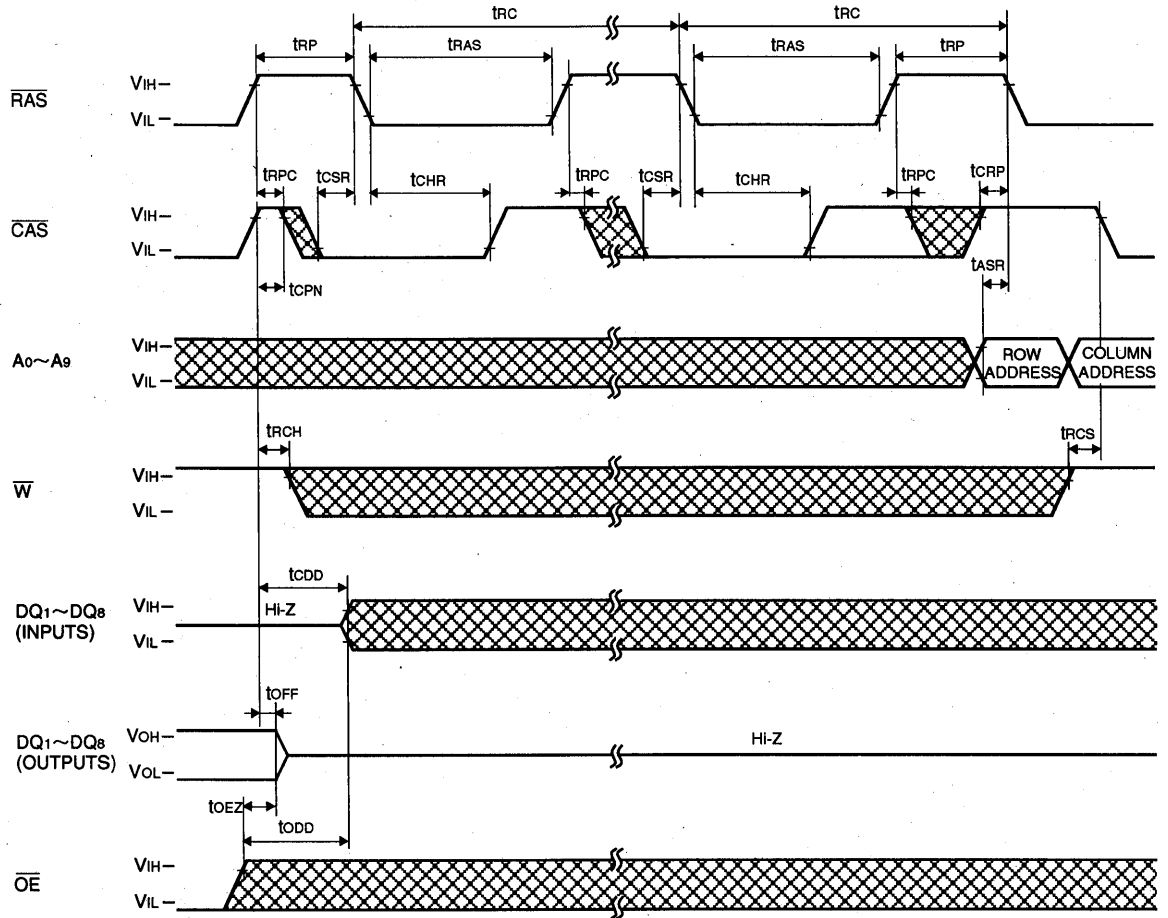 tRC tRC
tRP tRAS tRAS tRP
RAS VIH
VIL
tRPC tCSR tCHR tRPC tCSR tCHR tRPC tCRP
CAS VIH
VIL
tCPN tASR
A0~A9 VIH
VIL
ROW ADDRESS
COLUMN ADDRESS
tRCH tRCS
W VIH
VIL
tCDD
DQ1~DQ8 (INPUTS) VIH
VIL
Hi-Z
tOFF
DQ1~DQ8 (OUTPUTS) VOH
VOL
Hi-Z
tOEZ
tODD
OE VIH
VIL